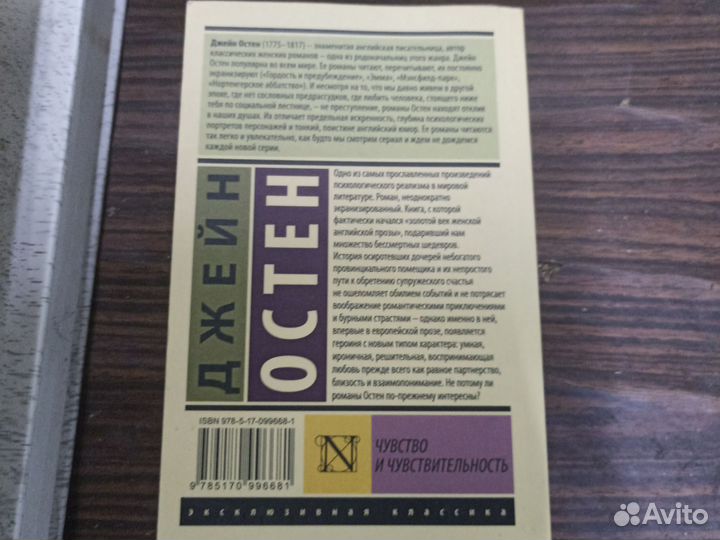 Джейн Остен (1775–1817) – знаменитая английская писательница, автор
классических женских романов – одна из родоначальниц этого жанра. Джейн
Остен популярна во всем мире. Ее романы читают, перечитывают, их постоянно
экранизируют («Гордость и предубеждение», «Эмма», «Мэнсфилд-парк»,
«Нортенгерское аббатство»). И несмотря на то, что мы давно живем в другой
эпохе, где нет сословных предрассудков, где любить человека, стоящего ниже
тебя по социальной лестнице, – не преступление, романы Остен находят отклик
в наших душах. Их отличает предельная искренность, глубина психологических
портретов персонажей и тонкий, поистине английский юмор. Ее романы читаются
так легко и увлекательно, как будто мы смотрим сериал и ждем не дождемся
каждой новой серии.
ДЖЕЙН
ОСТЕН
Одно из самых прославленных произведений
психологического реализма в мировой
литературе. Роман, неоднократно
экранизированный. Книга, с которой
фактически начался «золотой век женской
английской прозы», подаривший нам
множество бессмертных шедевров.
История осиротевших дочерей небогатого
провинциального помещика и их непростого
пути к обретению супружеского счастья
не ошеломляет обилием событий и не потрясает
воображение романтическими приключениями
и бурными страстями – однако именно в ней,
впервые в европейской прозе, появляется
героиня с новым типом характера: умная,
ироничная, решительная, воспринимающая
любовь прежде всего как равное партнерство,
близость и взаимопонимание. Не потому ли
романы Остен по-прежнему интересны?
ISBN 978-5-17-099668-1
9 785170 996681
N
ЧУВСТВО
И ЧУВСТВИТЕЛЬНОСТЬ
эксклюзивная классика
Avito